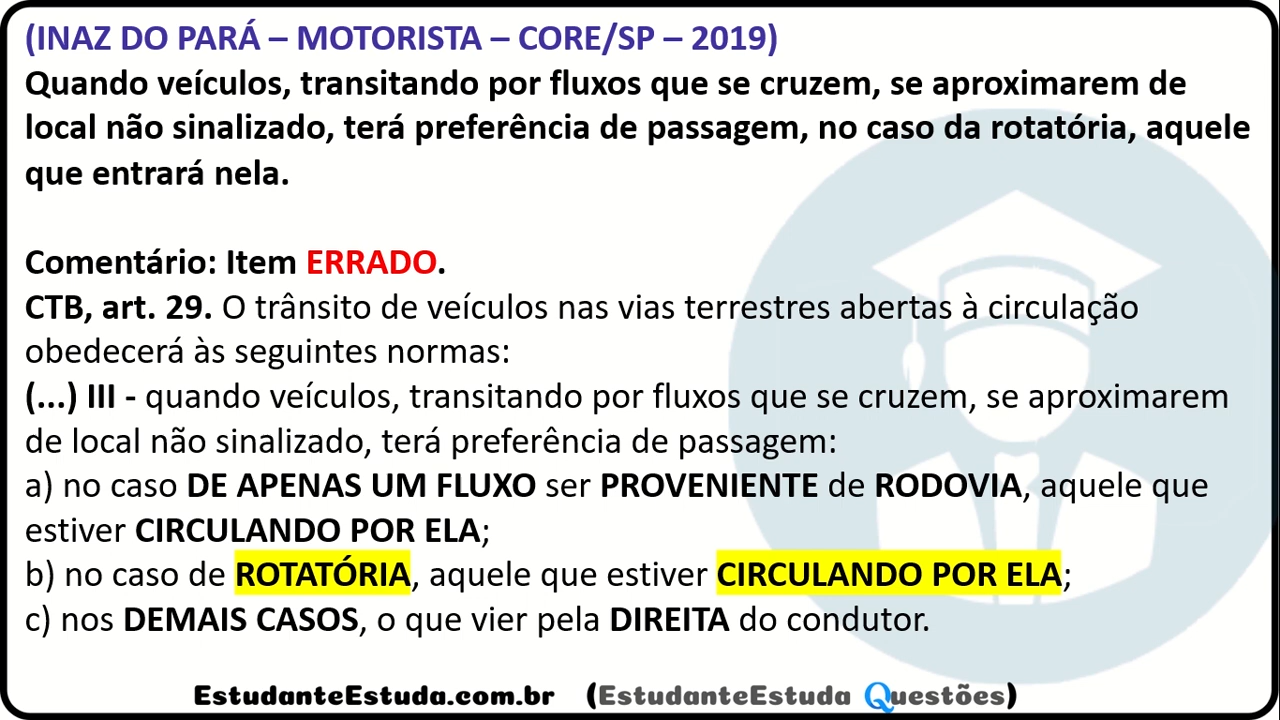 (INAZ DO PARÁ – MOTORISTA – CORE/SP – 2019)
Quando veículos, transitando por fluxos que se cruzem, se aproximarem de
local não sinalizado, terá preferência de passagem, no caso da rotatória, aquele
que entrará nela.
Comentário: Item ERRADO.
CTB, art. 29. O trânsito de veículos nas vias terrestres abertas à circulação
obedecerá às seguintes normas:
(...) III - quando veículos, transitando por fluxos que se cruzem, se aproximarem
de local não sinalizado, terá preferência de passagem:
a) no caso DE APENAS UM FLUXO ser PROVENIENTE de RODOVIA, aquele que
estiver CIRCULANDO POR ELA;
b) no caso de ROTATÓRIA, aquele que estiver CIRCULANDO POR ELA;
c) nos DEMAIS CASOS, o que vier pela DIREITA do condutor.
EstudanteEstuda.com.br (EstudanteEstuda Questões)